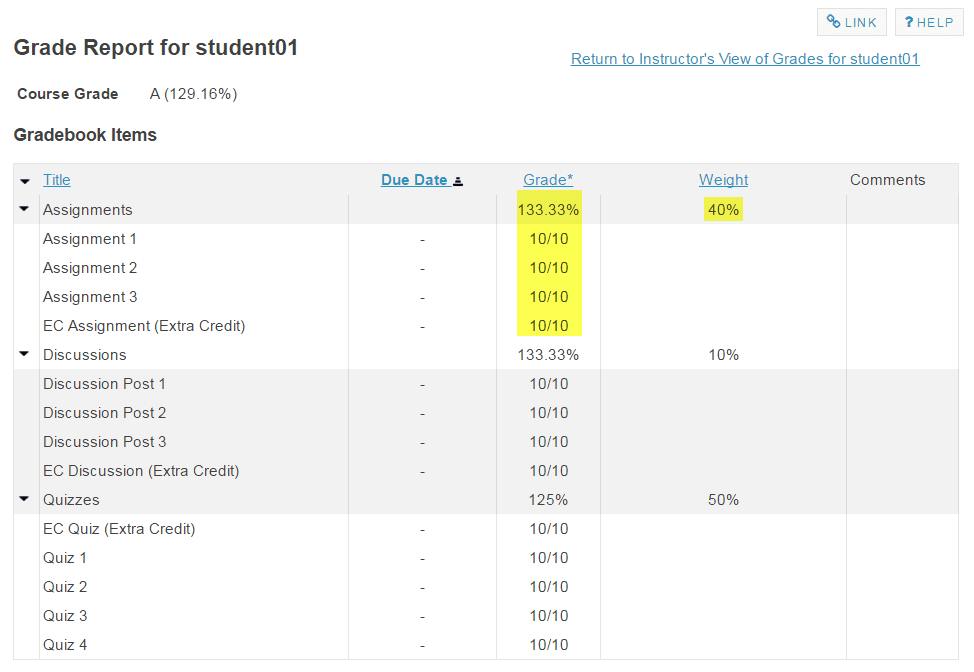 LINK ? HELP
Grade Report for student01
Return to Instructor's View of Grades for student01
Course Grade A (129.16%)
Gradebook Items
Title Due Date Grade* Weight Comments
Assignments 133.33% 40%
Assignment 1 - 10/10
Assignment 2 - 10/10
Assignment 3 - 10/10
EC Assignment (Extra Credit) - 10/10
Discussions 133.33% 10%
Discussion Post 1 - 10/10
Discussion Post 2 - 10/10
Discussion Post 3 - 10/10
EC Discussion (Extra Credit) - 10/10
Quizzes 125% 50%
EC Quiz (Extra Credit) - 10/10
Quiz 1 - 10/10
Quiz 2 - 10/10
Quiz 3 - 10/10
Quiz 4 - 10/10